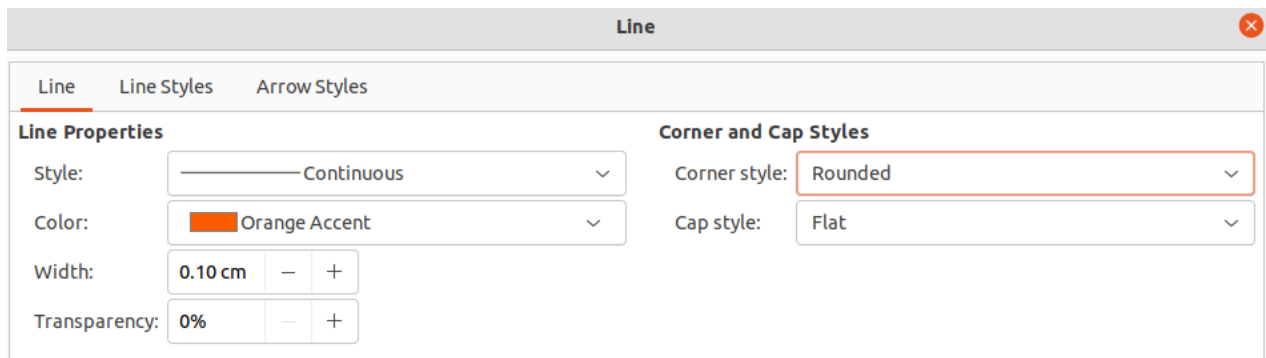 Line
Line Line Styles Arrow Styles
Line Properties
Style: Continuous
Color: Orange Accent
Width: 0.10 cm
Transparency: 0%
Corner and Cap Styles
Corner style: Rounded
Cap style: Flat